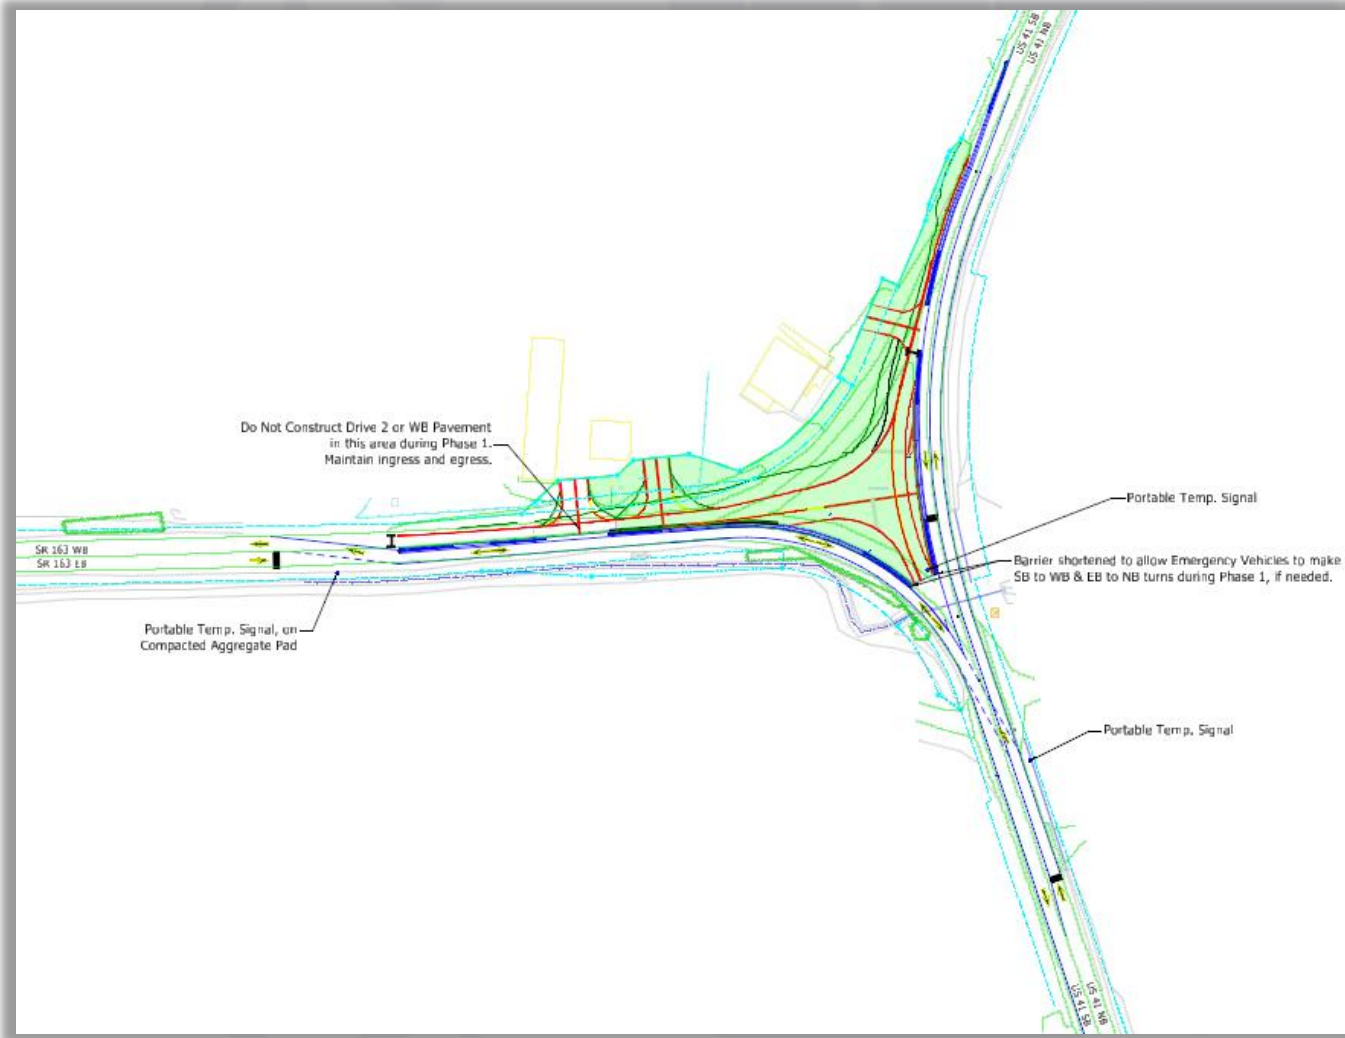 US 41 SB
US 41 NB
Do Not Construct Drive 2 or WB Pavement
in this area during Phase 1.
Maintain ingress and egress.
Portable Temp. Signal
SR 163 WB
SR 163 EB
Barrier shortened to allow Emergency Vehicles to make
SB to WB & EB to NB turns during Phase 1, if needed.
Portable Temp. Signal, on
Compacted Aggregate Pad
Portable Temp. Signal
US 41 SB
US 41 NB